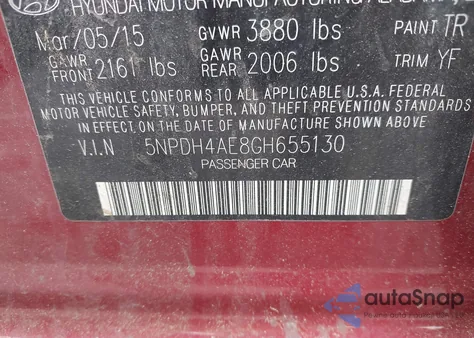 HYUNDAI MOTOR MANUFACTURING
Mar/05/15 GVWR 3880 lbs PAINT TR
GAWR FRONT 2161 lbs GAWR REAR 2006 lbs TRIM YF
THIS VEHICLE CONFORMS TO ALL APPLICABLE U.S.A. FEDERAL
MOTOR VEHICLE SAFETY, BUMPER, AND THEFT PREVENTION STANDARDS
IN EFFECT ON THE DATE OF MANUFACTURE SHOWN ABOVE.
V.I.N 5NPDH4AE8GH655130
PASSENGER CAR
autoSnap